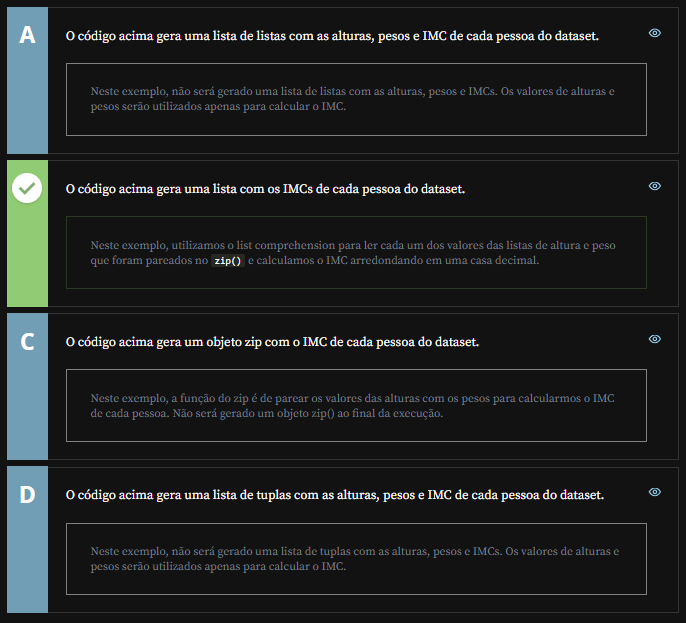 A
O código acima gera uma lista de listas com as alturas, pesos e IMC de cada pessoa do dataset.
Neste exemplo, não será gerado uma lista de listas com as alturas, pesos e IMCs. Os valores de alturas e
pesos serão utilizados apenas para calcular o IMC.
O código acima gera uma lista com os IMCs de cada pessoa do dataset.
Neste exemplo, utilizamos o list comprehension para ler cada um dos valores das listas de altura e peso
que foram pareados no zip() e calculamos o IMC arredondando em uma casa decimal.
C
O código acima gera um objeto zip com o IMC de cada pessoa do dataset.
Neste exemplo, a função do zip é de parear os valores das alturas com os pesos para calcularmos o IMC
de cada pessoa. Não será gerado um objeto zip() ao final da execução.
D
O código acima gera uma lista de tuplas com as alturas, pesos e IMC de cada pessoa do dataset.
Neste exemplo, não será gerado uma lista de tuplas com as alturas, pesos e IMCs. Os valores de alturas e
pesos serão utilizados apenas para calcular o IMC.